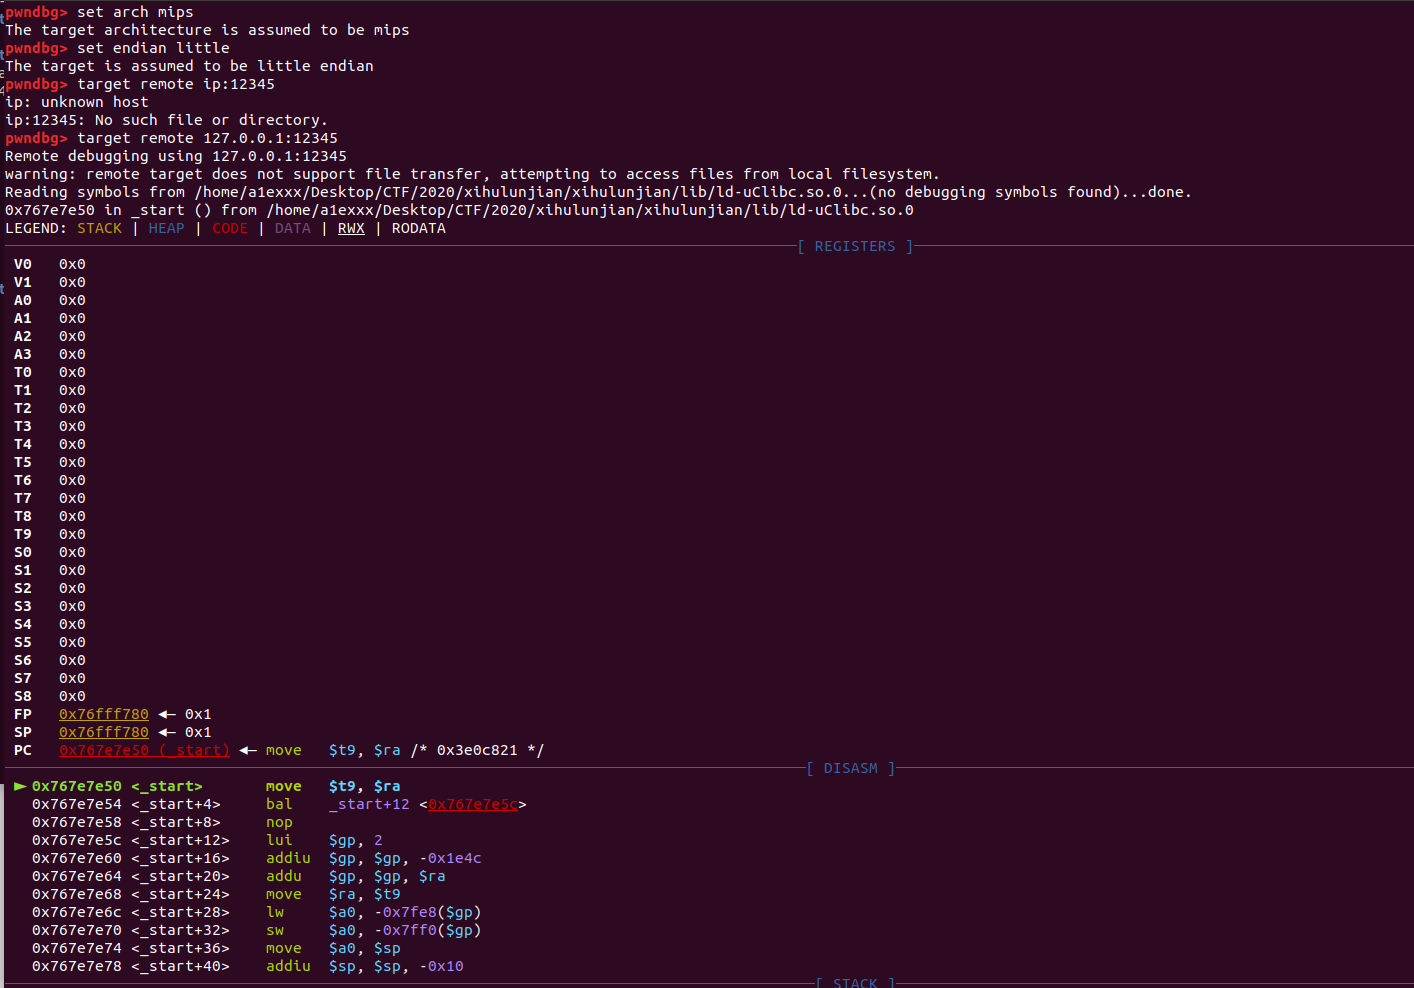 pwndbg> set arch mips
The target architecture is assumed to be mips
pwndbg> set endian little
The target is assumed to be little endian
pwndbg> target remote ip:12345
ip: unknown host
ip:12345: No such file or directory.
pwndbg> target remote 127.0.0.1:12345
Remote debugging using 127.0.0.1:12345
warning: remote target does not support file transfer, attempting to access files from local filesystem.
Reading symbols from /home/a1exxx/Desktop/CTF/2020/xihulunjian/xihulunjian/lib/ld-uClibc.so.0...(no debugging symbols found)...done.
0x767e7e50 in _start () from /home/a1exxx/Desktop/CTF/2020/xihulunjian/xihulunjian/lib/ld-uClibc.so.0
LEGEND: STACK | HEAP | CODE | DATA | RWX | RODATA
[ REGISTERS ]
V0 0x0
V1 0x0
A0 0x0
A1 0x0
A2 0x0
A3 0x0
T0 0x0
T1 0x0
T2 0x0
T3 0x0
T4 0x0
T5 0x0
T6 0x0
T7 0x0
T8 0x0
T9 0x0
S0 0x0
S1 0x0
S2 0x0
S3 0x0
S4 0x0
S5 0x0
S6 0x0
S7 0x0
S8 0x0
FP 0x76fff780 ◂— 0x1
SP 0x76fff780 ◂— 0x1
PC 0x767e7e50 (_start) ◂— move $t9, $ra /* 0x3e0c821 */
[ DISASM ]
► 0x767e7e50 <_start> move $t9, $ra
0x767e7e54 <_start+4> bal _start+12 <0x767e7e5c>
0x767e7e58 <_start+8> nop
0x767e7e5c <_start+12> lui $gp, 2
0x767e7e60 <_start+16> addiu $gp, $gp, -0x1e4c
0x767e7e64 <_start+20> addu $gp, $gp, $ra
0x767e7e68 <_start+24> move $ra, $t9
0x767e7e6c <_start+28> lw $a0, -0x7fe8($gp)
0x767e7e70 <_start+32> sw $a0, -0x7ff0($gp)
0x767e7e74 <_start+36> move $a0, $sp
0x767e7e78 <_start+40> addiu $sp, $sp, -0x10
[ STACK ]